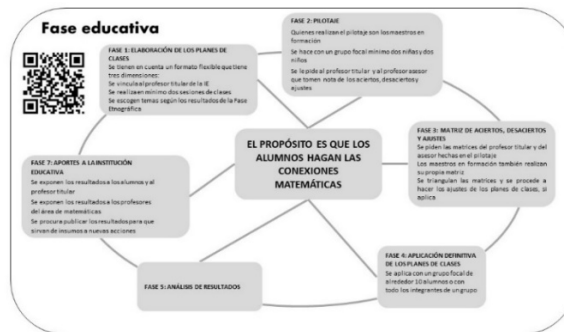 Fase educativa
FASE 1: ELABORACIÓN DE LOS PLANES DE
CLASES
Se tienen en cuenta un formato flexible que tiene
tres dimensiones:
Se vincula al profesor titular de la IE
Se realiza en mínimo dos sesiones de clases
Se escogen temas según los resultados de la Fase
Etnográfica
FASE 2: PILOTAJE
Quienes realizan el pilotaje son los maestros en
formación
Se hace con un grupo focal mínimo dos niñas y dos
niños
Se le pide al profesor titular y al profesor asesor
que tomen nota de los aciertos, desaciertos y
ajustes
FASE 3: MATRIZ DE ACIERTOS, DESACIERTOS
Y AJUSTES
Se piden las matrices del profesor titular y del
asesor hechas en el pilotaje
Los maestros en formación también realizan
su propia matriz
Se triangulan las matrices y se procede a
hacer los ajustes de los planes de clases, si
aplica
EL PROPÓSITO ES QUE LOS
ALUMNOS HAGAN LAS
CONEXIONES
MATEMÁTICAS
FASE 7: APORTES A LA INSTITUCIÓN
EDUCATIVA
Se exponen los resultados a los alumnos y al
profesor titular
Se exponen los resultados a los profesores
del área de matemáticas
Se procura publicar los resultados para que
sirvan de insumos a nuevas acciones
FASE 4: APLICACIÓN DEFINITIVA
DE LOS PLANES DE CLASES
Se aplica con un grupo focal de
alrededor 10 alumnos o con
todo los integrantes de un grupo
FASE 5: ANÁLISIS DE RESULTADOS